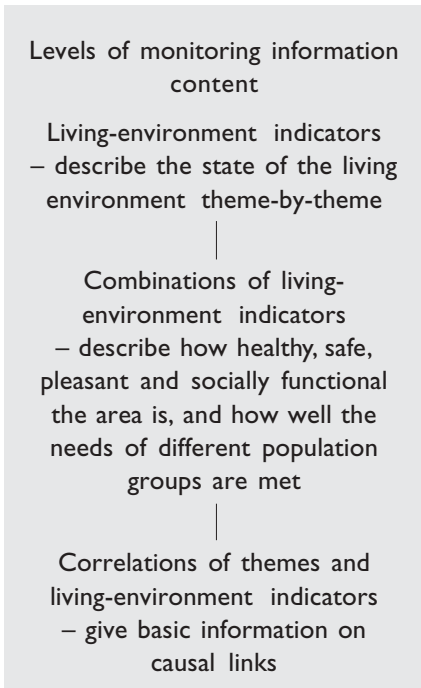 Levels of monitoring information
content
Living-environment indicators
– describe the state of the living
environment theme-by-theme
Combinations of living-
environment indicators
– describe how healthy, safe,
pleasant and socially functional
the area is, and how well the
needs of different population
groups are met
Correlations of themes and
living-environment indicators
– give basic information on
causal links